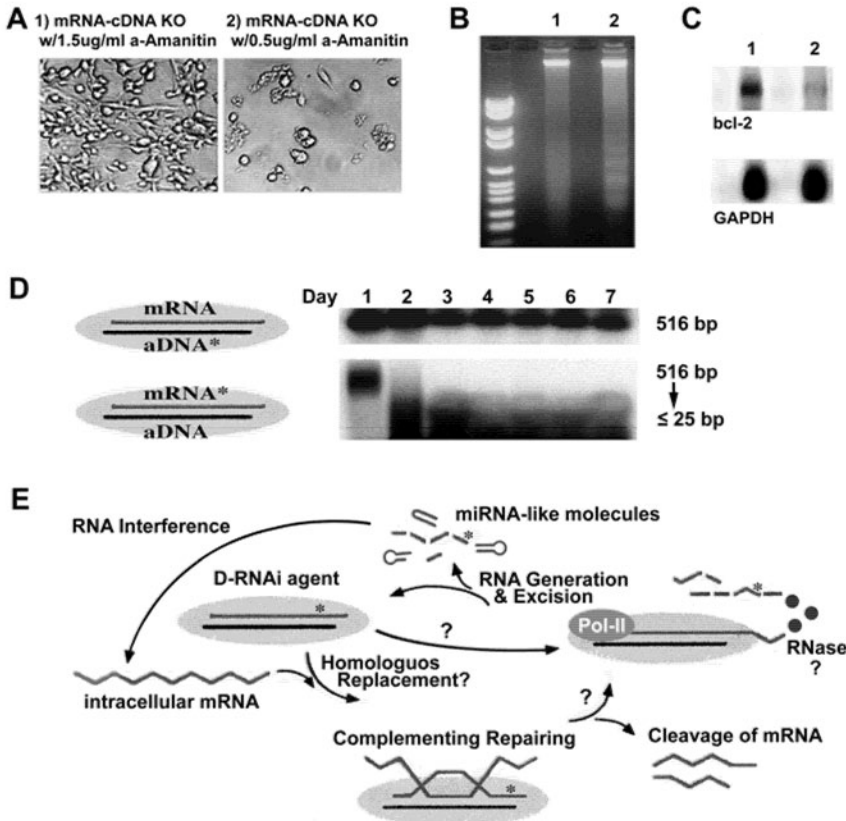 A
1) mRNA-cDNA KO
w/1.5ug/ml a-Amanitin
2) mRNA-cDNA KO
w/0.5ug/ml a-Amanitin
B
1 2
C
1 2
bcl-2
GAPDH
D
mRNA
aDNA*
mRNA*
aDNA
Day 1 2 3 4 5 6 7
516 bp
516 bp
≤ 25 bp
E
RNA Interference
miRNA-like molecules
*
D-RNAi agent
RNA Generation
& Excision
*
*
Pol-II
?
RNase
?
intracellular mRNA
Homologuos
Replacement?
?
Complementing Repairing
Cleavage of mRNA
*